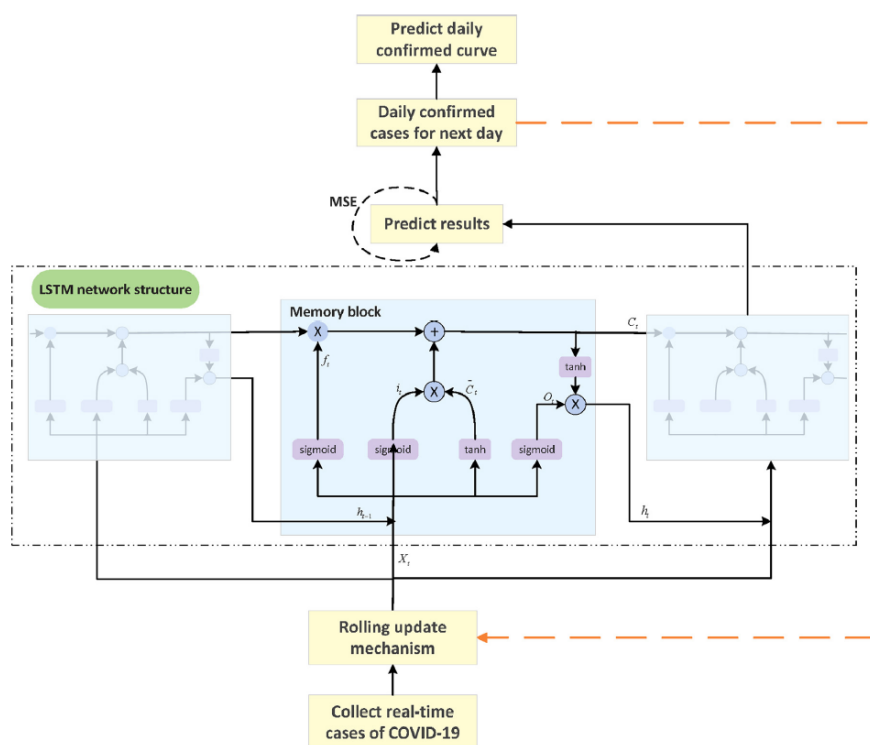 Predict daily
confirmed curve
Daily confirmed
cases for next day
MSE
Predict results
LSTM network structure
Memory block
X
+
C_t
f_t
tanh
i_t
X
C̃_t
O_t
X
sigmoid
sigmoid
tanh
sigmoid
h_{t-1}
h_t
X_t
Rolling update
mechanism
Collect real-time
cases of COVID-19